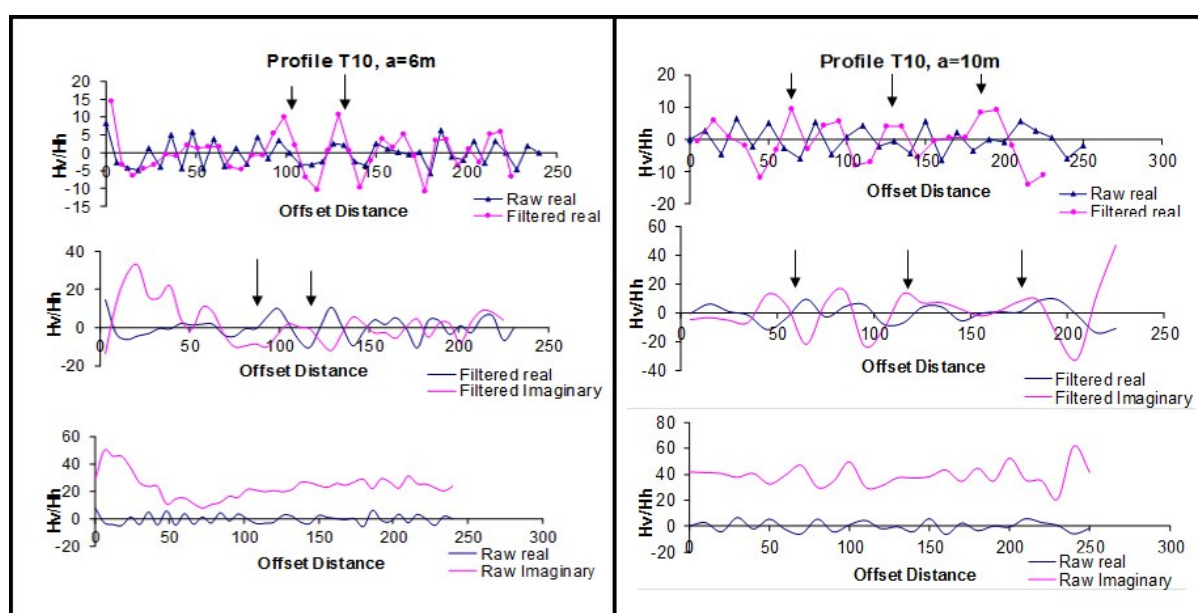 Profile T10, a=6m
Hv/Hh
20
15
10
5
0
-5
-10
-15
0 50 100 150 200 250 300
Offset Distance
Raw real
Filtered real
Hv/Hh
40
20
0
-20
0 50 100 150 200 250
Offset Distance
Filtered real
Filtered Imaginary
Hv/Hh
60
40
20
0
-20
0 50 100 150 200 250 300
Offset Distance
Raw real
Raw Imaginary
Profile T10, a=10m
Hv/Hh
20
10
0
-10
-20
0 50 100 150 200 250 300
Offset Distance
Raw real
Filtered real
Hv/Hh
60
40
20
0
-20
-40
0 50 100 150 200 250
Offset Distance
Filtered real
Filtered Imaginary
Hv/Hh
80
60
40
20
0
-20
0 50 100 150 200 250 300
Offset Distance
Raw real
Raw Imaginary